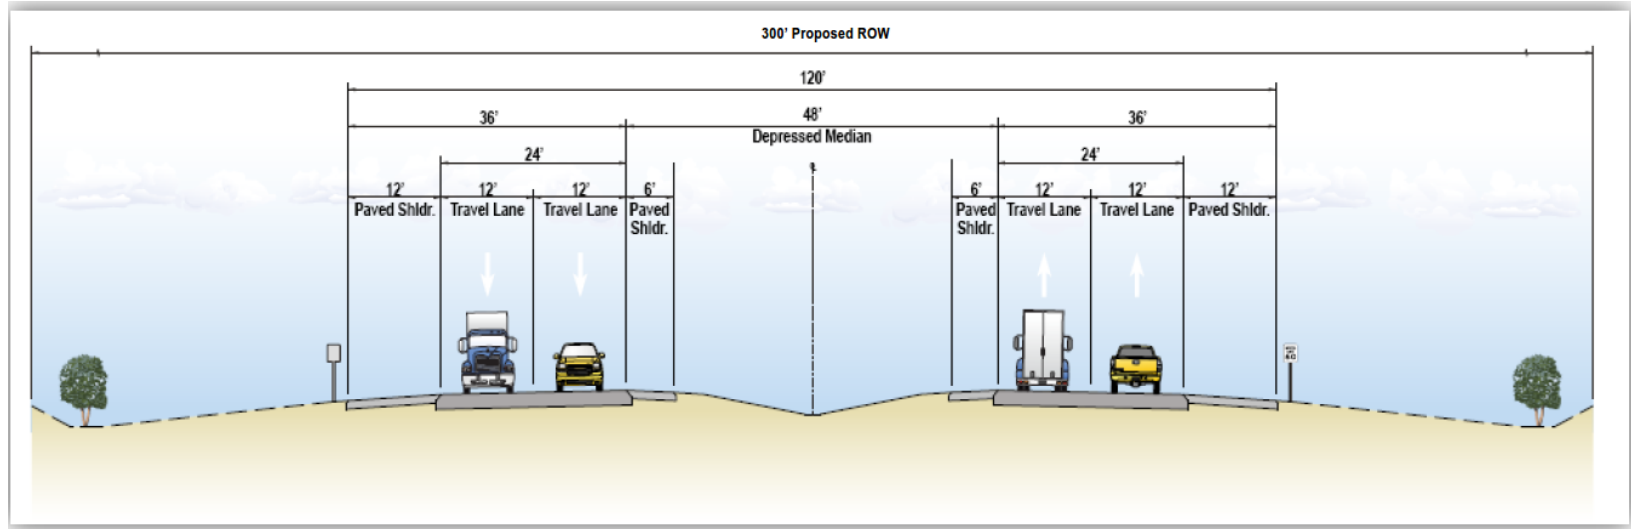 300’ Proposed ROW
120’
36’
48’
36’
Depressed Median
24’
24’
12’
12’
12’
6’
6’
12’
12’
12’
Paved Shldr.
Travel Lane
Travel Lane
Paved
Shldr.
Paved
Shldr.
Travel Lane
Travel Lane
Paved Shldr.